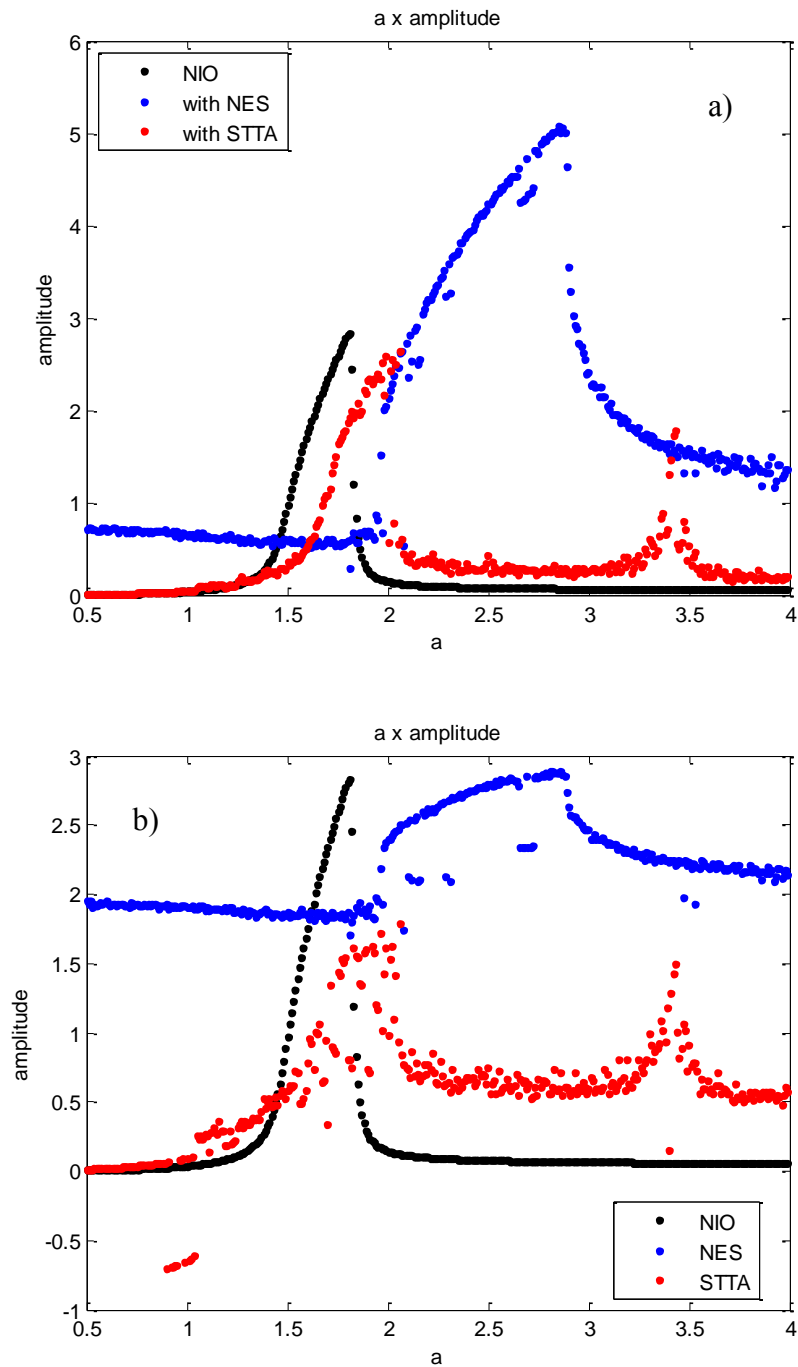 a x amplitude
6
5
4
3
2
1
0
amplitude
NIO
with NES
with STTA
a)
0.5 1 1.5 2 2.5 3 3.5 4
a
a x amplitude
3
2.5
2
1.5
1
0.5
0
-0.5
-1
amplitude
b)
NIO
NES
STTA
0.5 1 1.5 2 2.5 3 3.5 4
a